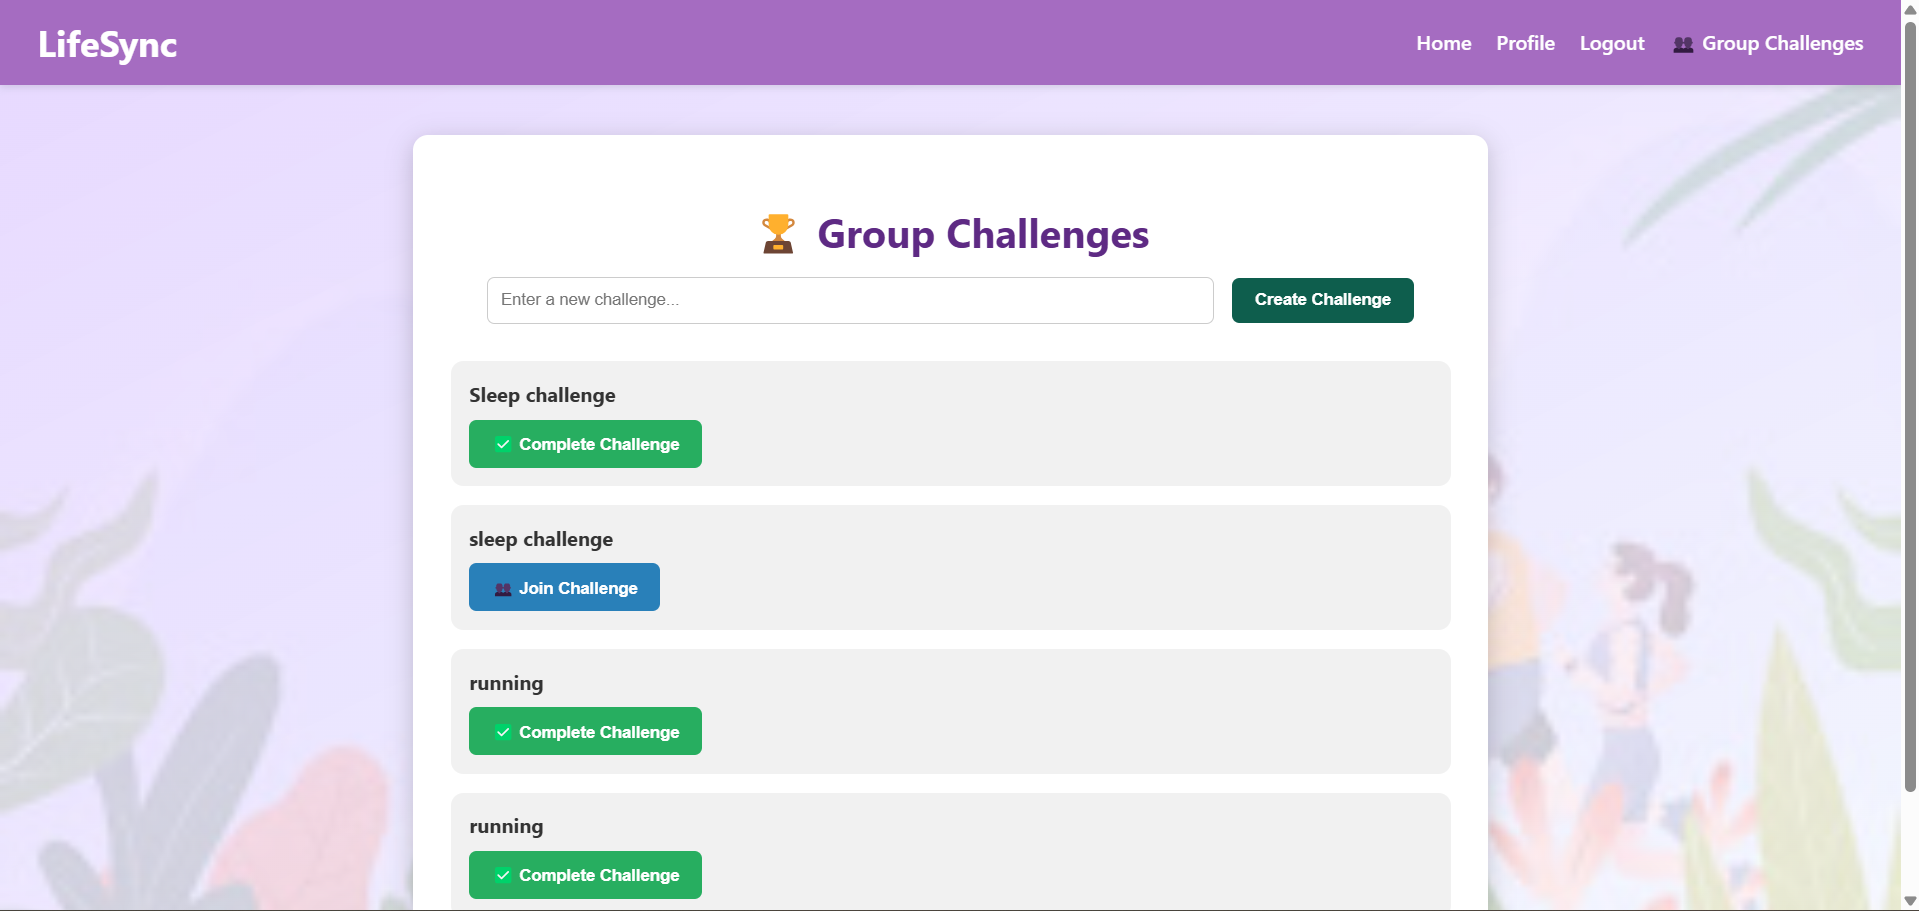 LifeSync
Home Profile Logout 👥 Group Challenges
🏆 Group Challenges
Enter a new challenge...
Create Challenge
Sleep challenge
✅ Complete Challenge
sleep challenge
👥 Join Challenge
running
✅ Complete Challenge
running
✅ Complete Challenge